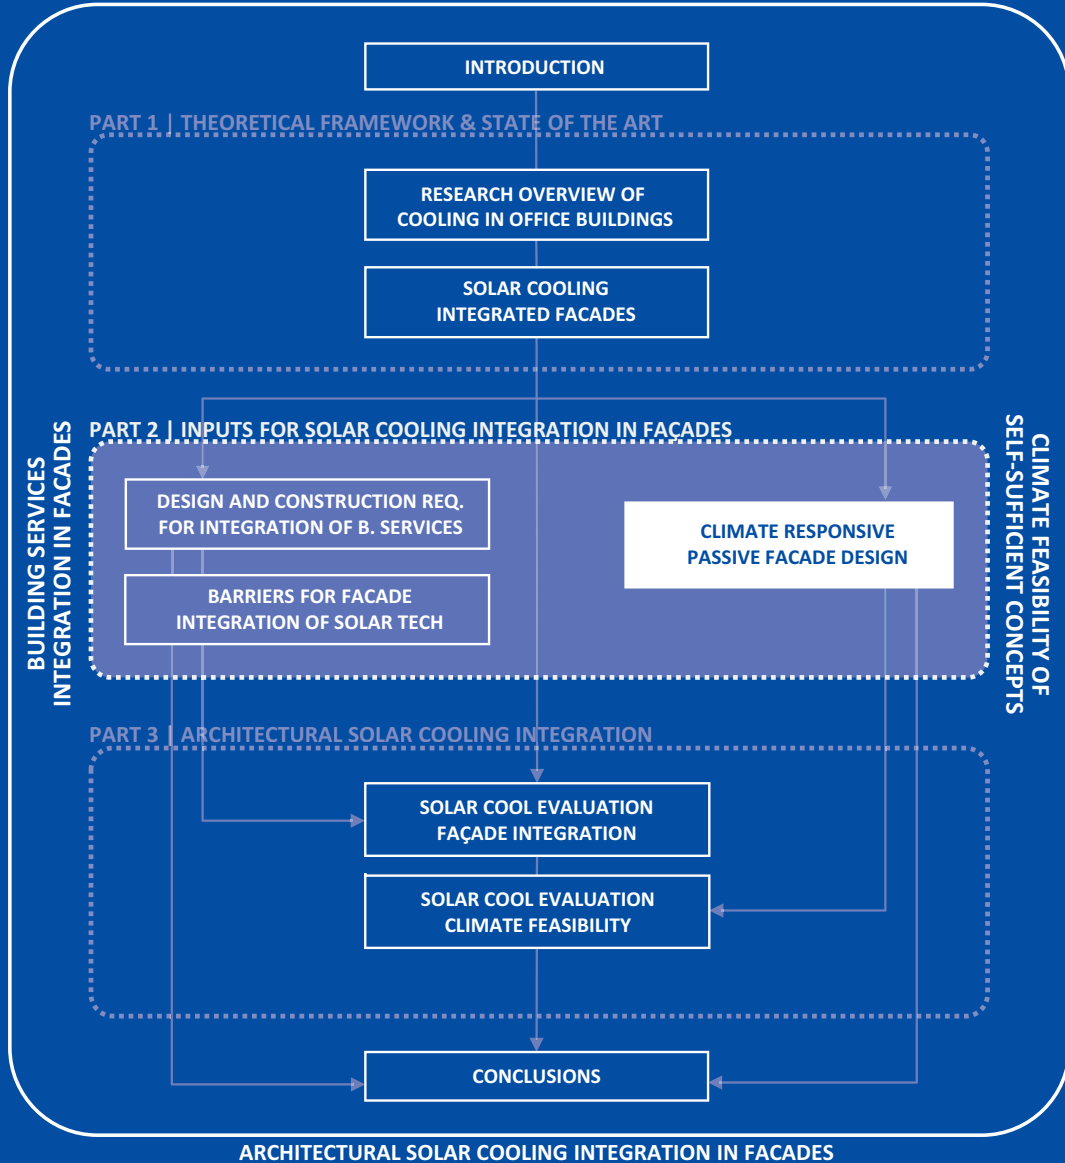 INTRODUCTION
PART 1 | THEORETICAL FRAMEWORK & STATE OF THE ART
RESEARCH OVERVIEW OF
COOLING IN OFFICE BUILDINGS
SOLAR COOLING
INTEGRATED FACADES
BUILDING SERVICES
INTEGRATION IN FACADES
PART 2 | INPUTS FOR SOLAR COOLING INTEGRATION IN FAÇADES
DESIGN AND CONSTRUCTION REQ.
FOR INTEGRATION OF B. SERVICES
BARRIERS FOR FACADE
INTEGRATION OF SOLAR TECH
CLIMATE RESPONSIVE
PASSIVE FACADE DESIGN
CLIMATE FEASIBILITY OF
SELF-SUFFICIENT CONCEPTS
PART 3 | ARCHITECTURAL SOLAR COOLING INTEGRATION
SOLAR COOL EVALUATION
FAÇADE INTEGRATION
SOLAR COOL EVALUATION
CLIMATE FEASIBILITY
CONCLUSIONS
ARCHITECTURAL SOLAR COOLING INTEGRATION IN FACADES